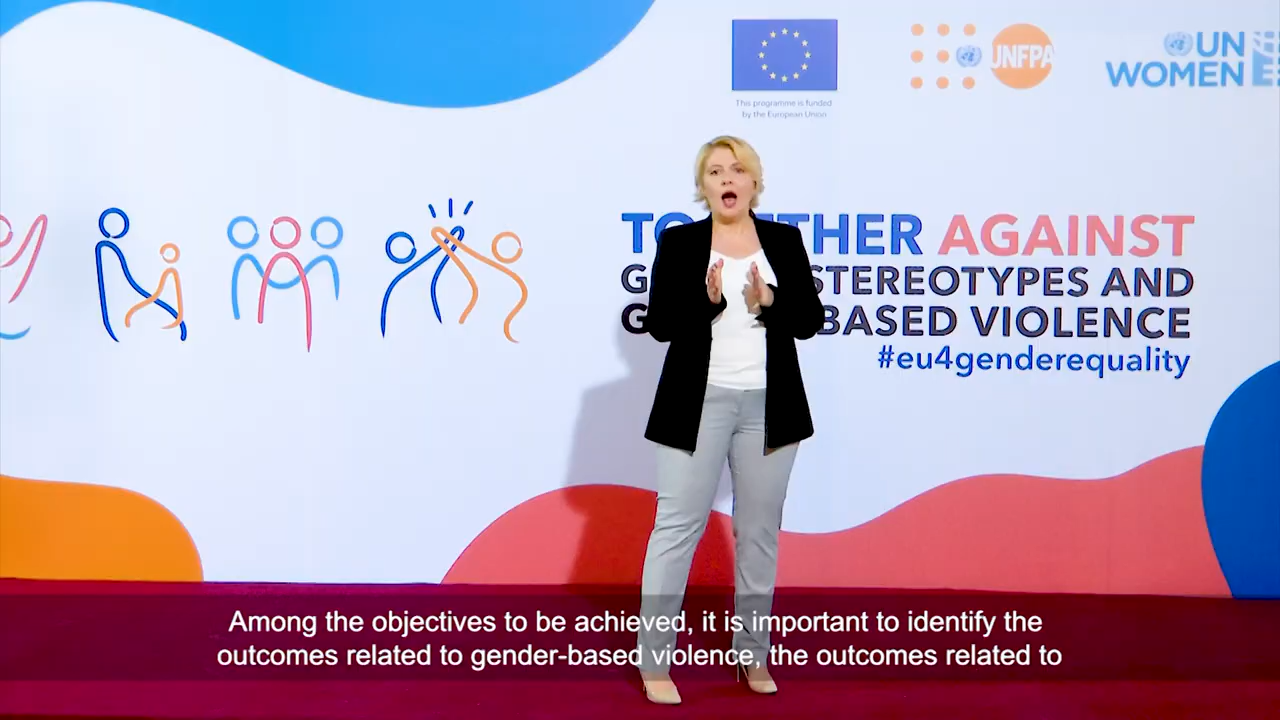 This programme is funded
by the European Union
UNFPA
UN
WOMEN
TOGETHER AGAINST
STEREOTYPES AND
BASED VIOLENCE
#eu4genderequality
Among the objectives to be achieved, it is important to identify the
outcomes related to gender-based violence, the outcomes related to